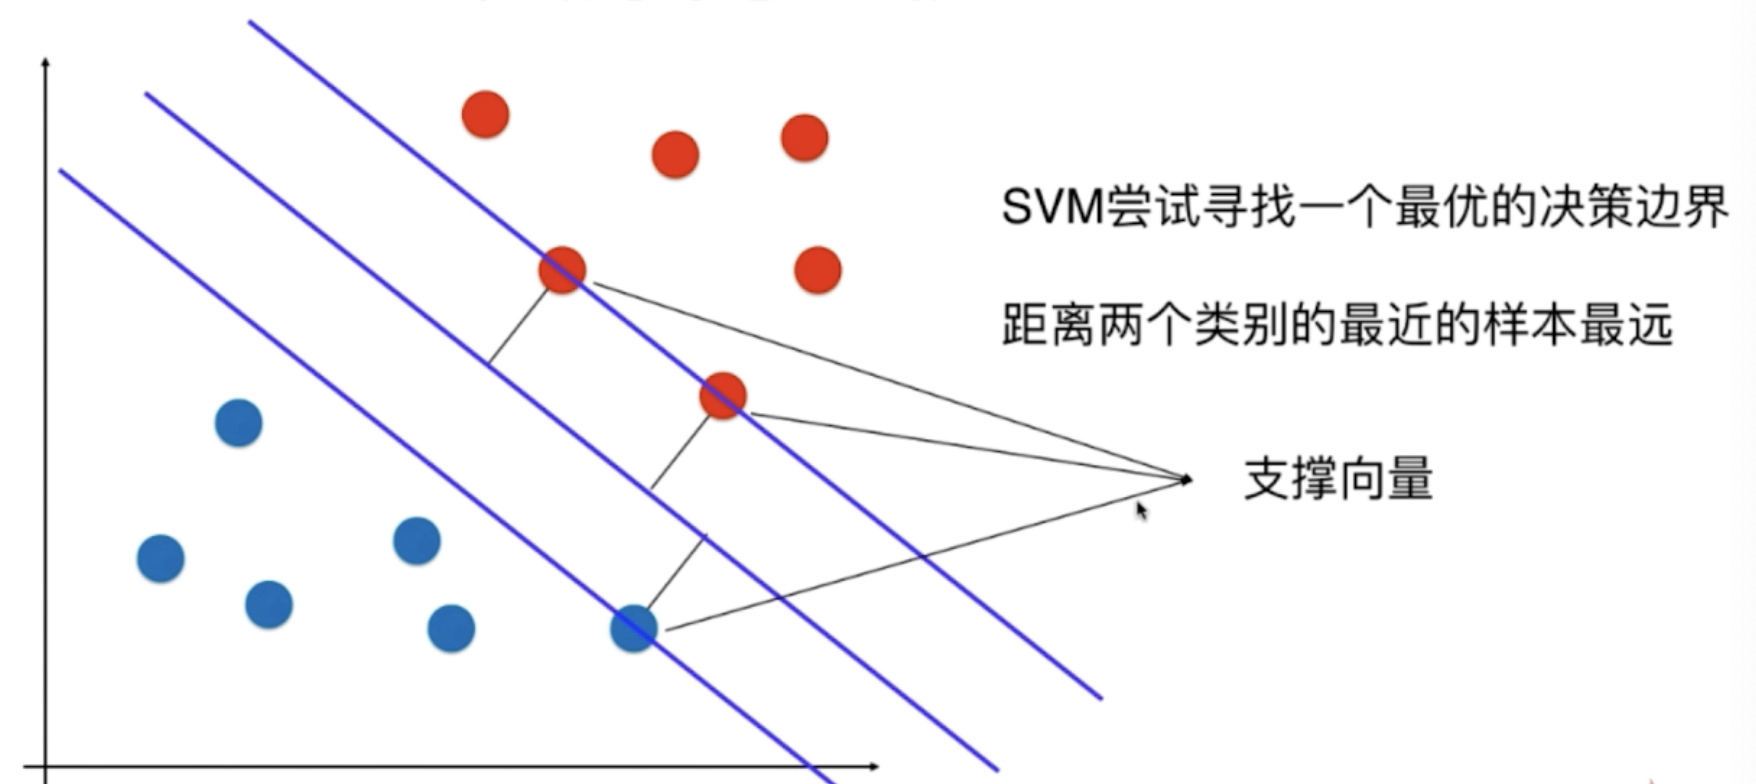 SVM尝试寻找一个最优的决策边界
距离两个类别的最近的样本最远
支撑向量